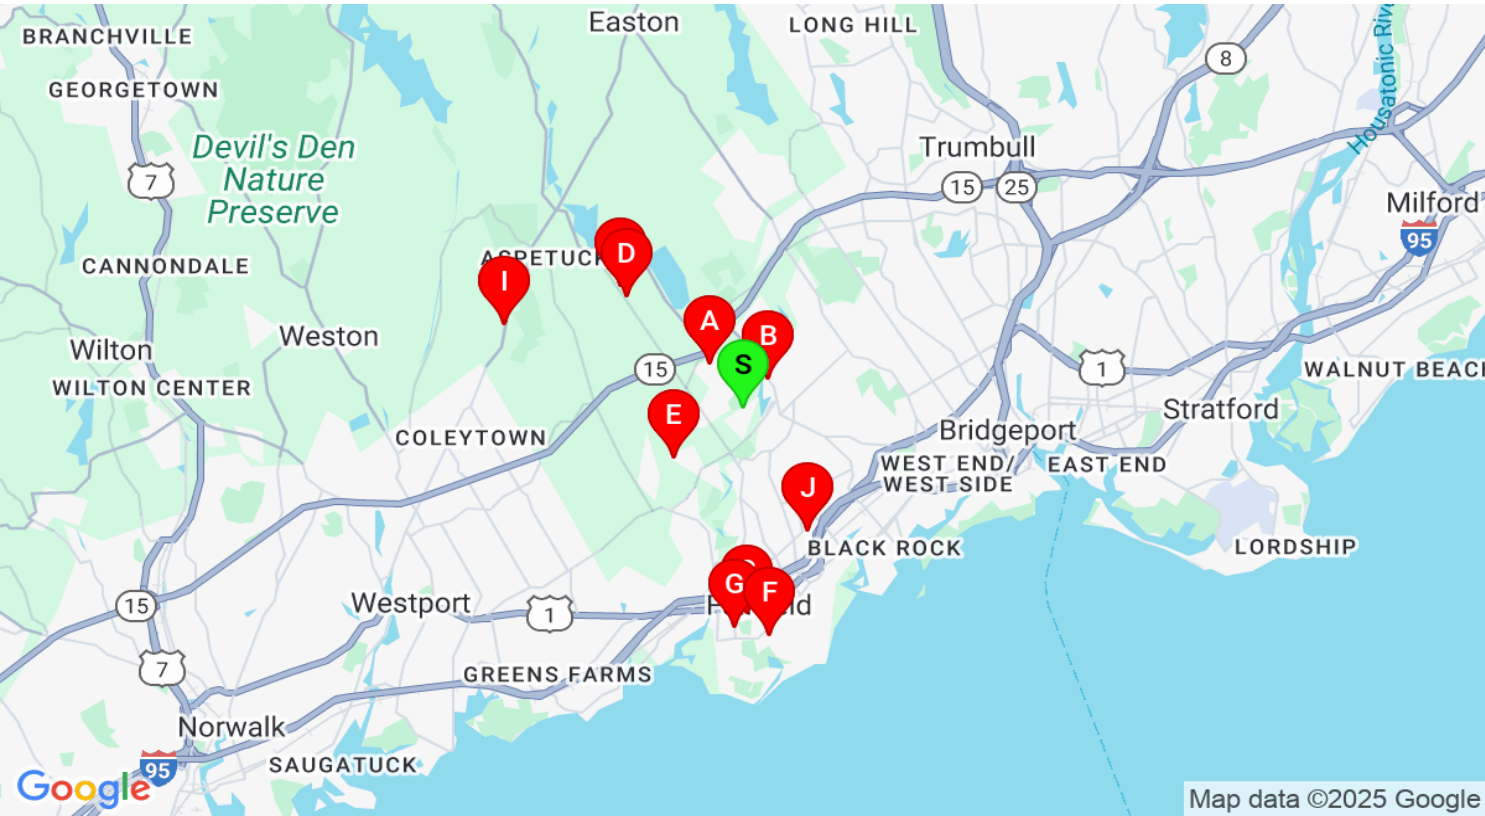 Easton
LONG HILL
BRANCHVILLE
8
GEORGETOWN
Housatonic River
Devil's Den
Nature
Preserve
Trumbull
7
15
25
Milford
95
CANNONDALE
D
I
A
B
S
Weston
Wilton
15
1
WALNUT BEACH
WILTON CENTER
E
Stratford
COLEYTOWN
Bridgeport
WEST END/
WEST SIDE
EAST END
J
BLACK ROCK
LORDSHIP
G
F
15
Westport
1
7
GREENS FARMS
Norwalk
SAUGATUCK
95
Google
Map data ©2025 Google